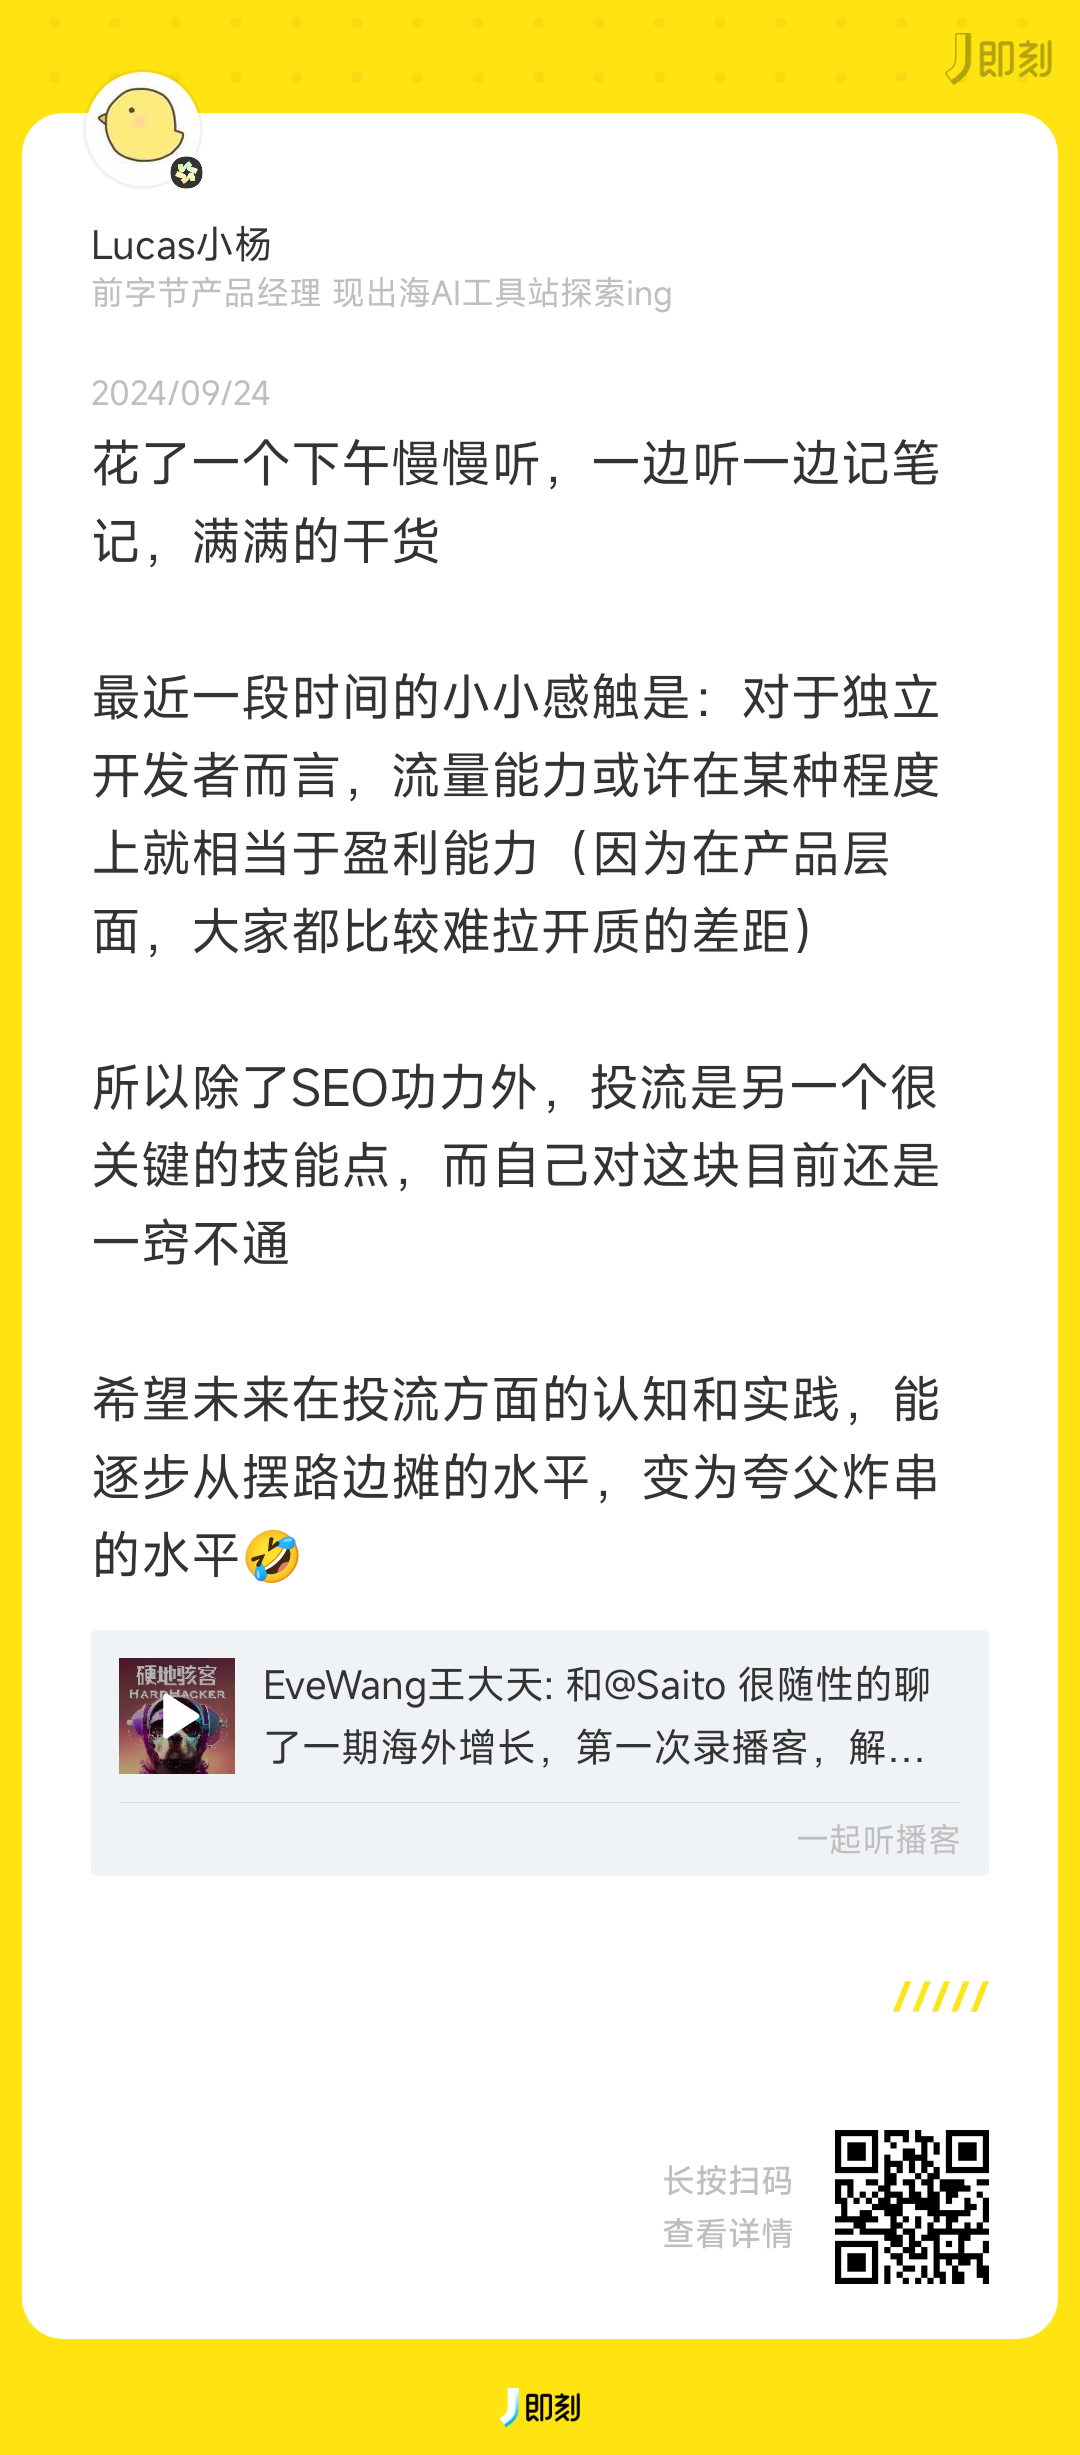 即刻
Lucas小杨
前字节产品经理 现出海AI工具站探索ing
2024/09/24
花了一个下午慢慢听，一边听一边记笔
记，满满的干货
最近一段时间的小小感触是：对于独立
开发者而言，流量能力或许在某种程度
上就相当于盈利能力（因为在产品层
面，大家都比较难拉开质的差距）
所以除了SEO功力外，投流是另一个很
关键的技能点，而自己对这块目前还是
一窍不通
希望未来在投流方面的认知和实践，能
逐步从摆路边摊的水平，变为夸父炸串
的水平🤣
硬地骇客
HARDHACKER
EveWang王大天: 和@Saito 很随性的聊
了一期海外增长，第一次录播客，解...
一起听播客
长按扫码
查看详情
即刻